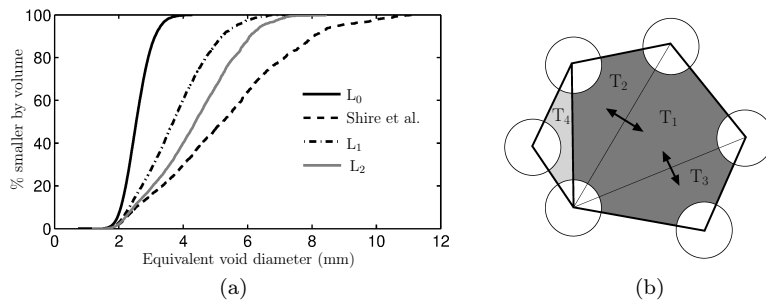 100
80
60
40
20
0
% smaller by volume
0 2 4 6 8 10 12
Equivalent void diameter (mm)
L₀
Shire et al.
L₁
L₂
(a)
T₂
T₁
T₄
T₃
(b)